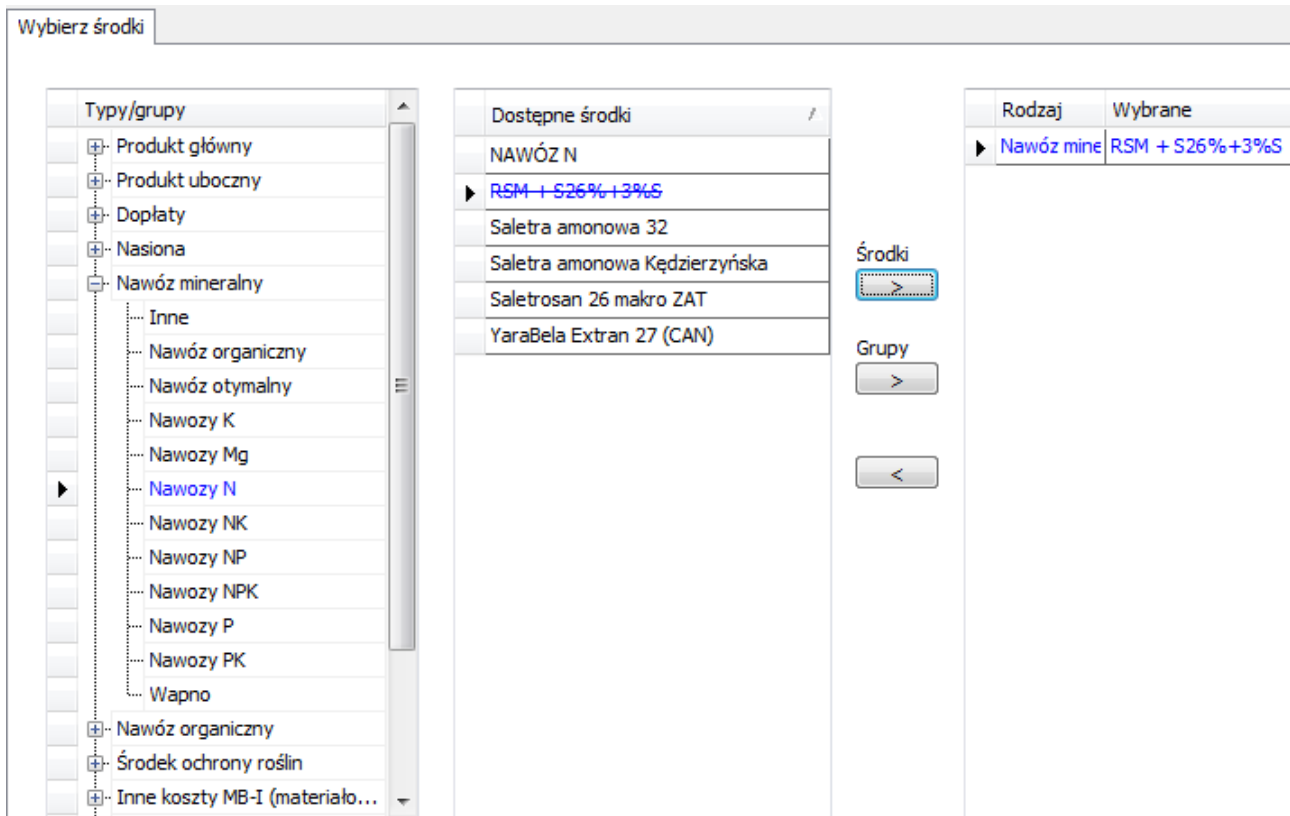 Wybierz środki
Typy/grupy
Produkt główny
Produkt uboczny
Dopłaty
Nasiona
Nawóz mineralny
Inne
Nawóz organiczny
Nawóz otymalny
Nawozy K
Nawozy Mg
Nawozy N
Nawozy NK
Nawozy NP
Nawozy NPK
Nawozy P
Nawozy PK
Wapno
Nawóz organiczny
Środek ochrony roślin
Inne koszty MB-I (materiało...
Dostępne środki
NAWÓZ N
RSM + S26%+3%S
Saletra amonowa 32
Saletra amonowa Kędzierzyńska
Saletrosan 26 makro ZAT
YaraBela Extran 27 (CAN)
Środki
>
Grupy
>
<
Rodzaj Wybrane
Nawóz mine RSM + S26%+3%S